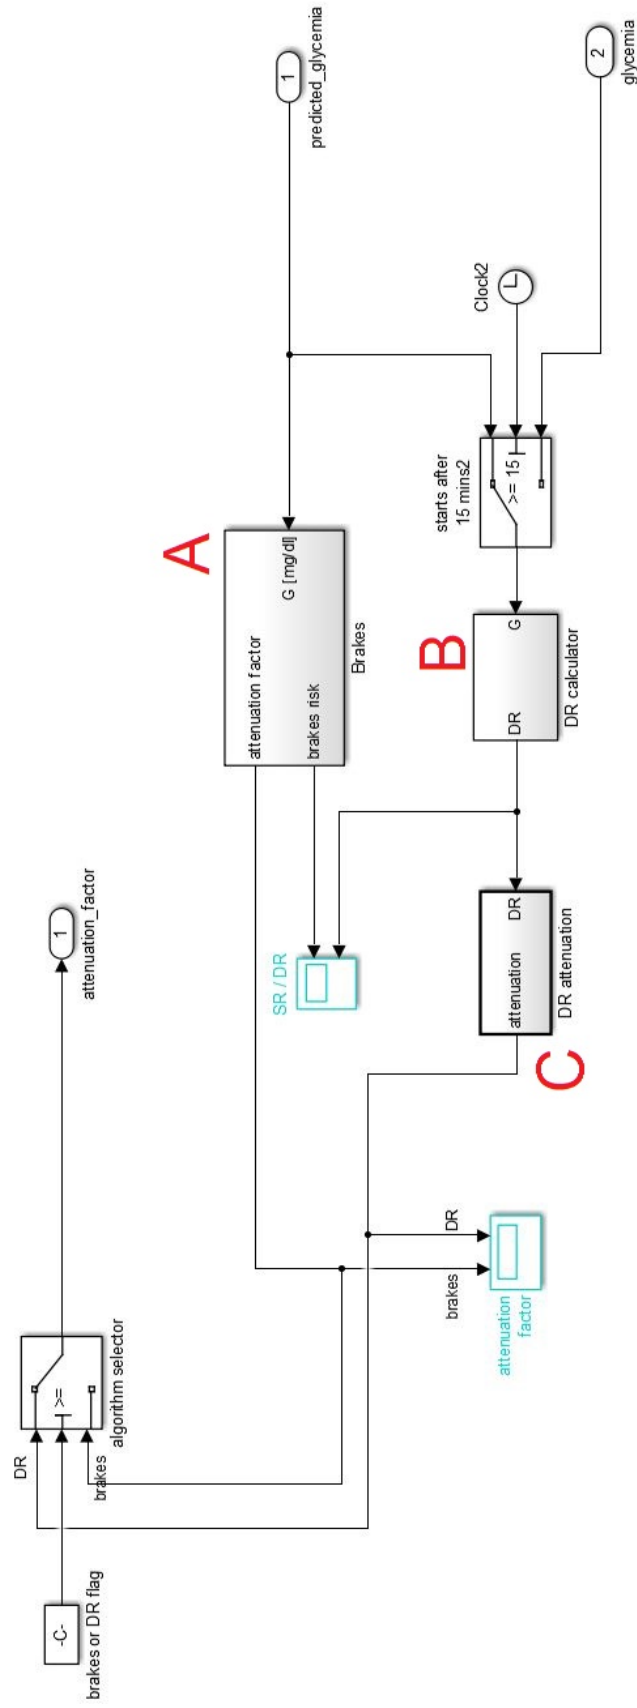 -C-
brakes or DR flag
DR
brakes
>=
algorithm selector
1
attenuation_factor
brakes
DR
attenuation
factor
SR / DR
attenuation factor
brakes risk
G [mg/dl]
Brakes
A
1
predicted_glycemia
attenuation
DR
DR attenuation
C
DR
G
DR calculator
B
starts after
15 mins2
>= 15
Clock2
2
glycemia